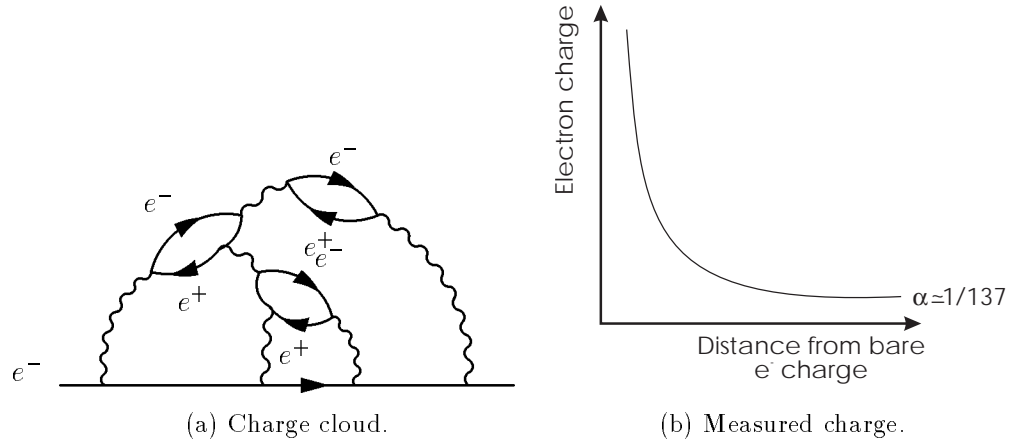 e⁻
e⁻
e⁺
e⁺
e⁻
e⁺
e⁻
(a) Charge cloud.
Electron charge
α≃1/137
Distance from bare
e⁻ charge
(b) Measured charge.